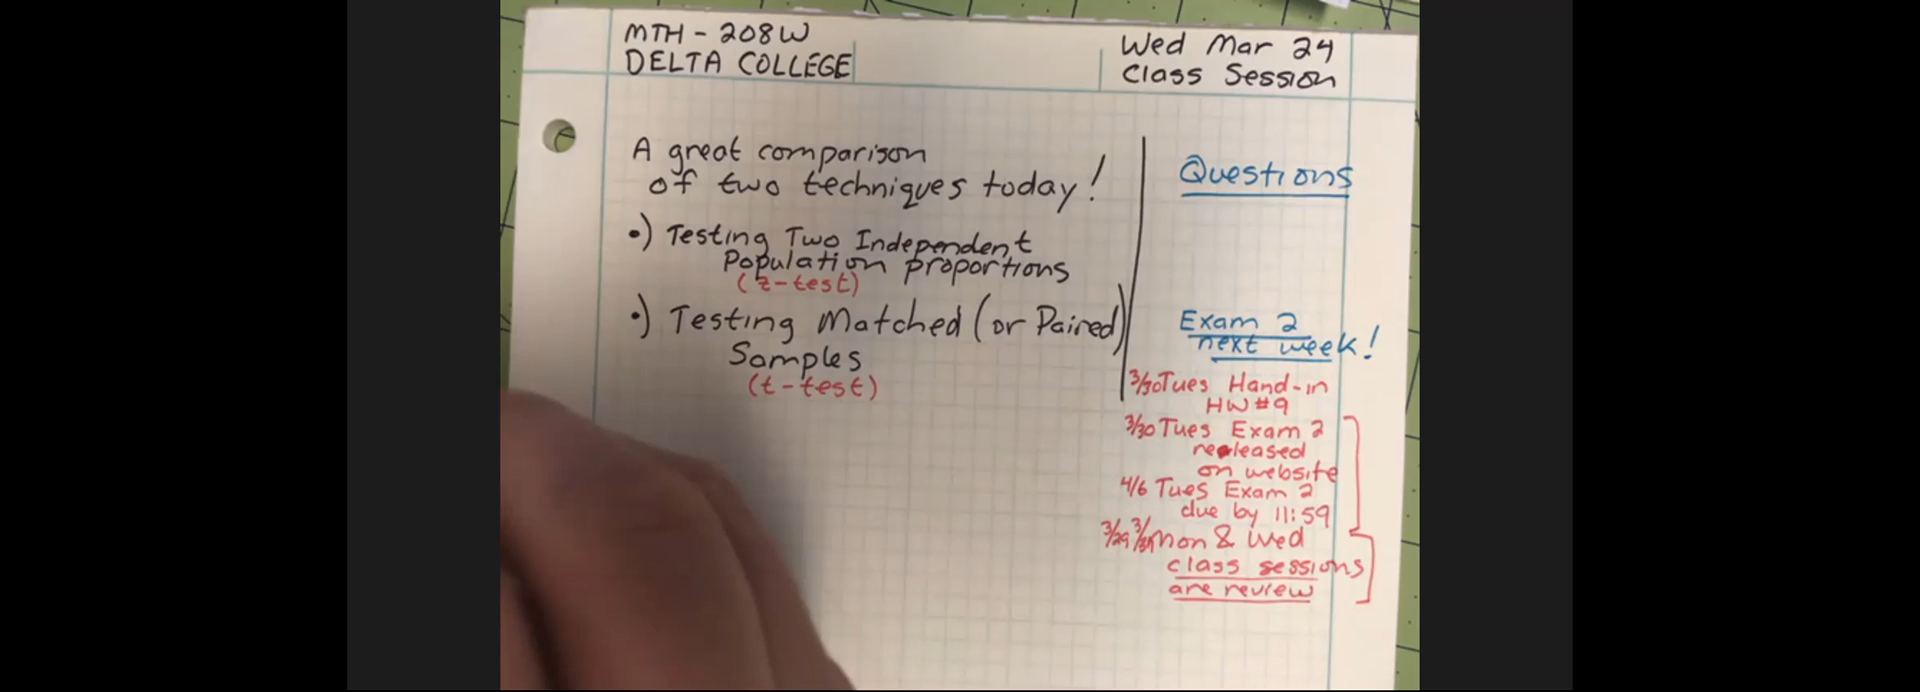 MTH - 208W
DELTA COLLEGE
Wed Mar 24
Class Session
A great comparison
of two techniques today!
•) Testing Two Independent
Population proportions
(z-test)
•) Testing Matched (or Paired)
Samples
(t-test)
Questions
Exam 2
next week!
3/30 Tues Hand-in
HW #9
3/30 Tues Exam 2
released
on website
4/6 Tues Exam 2
due by 11:59
3/29 Mon & Wed
class sessions
are review